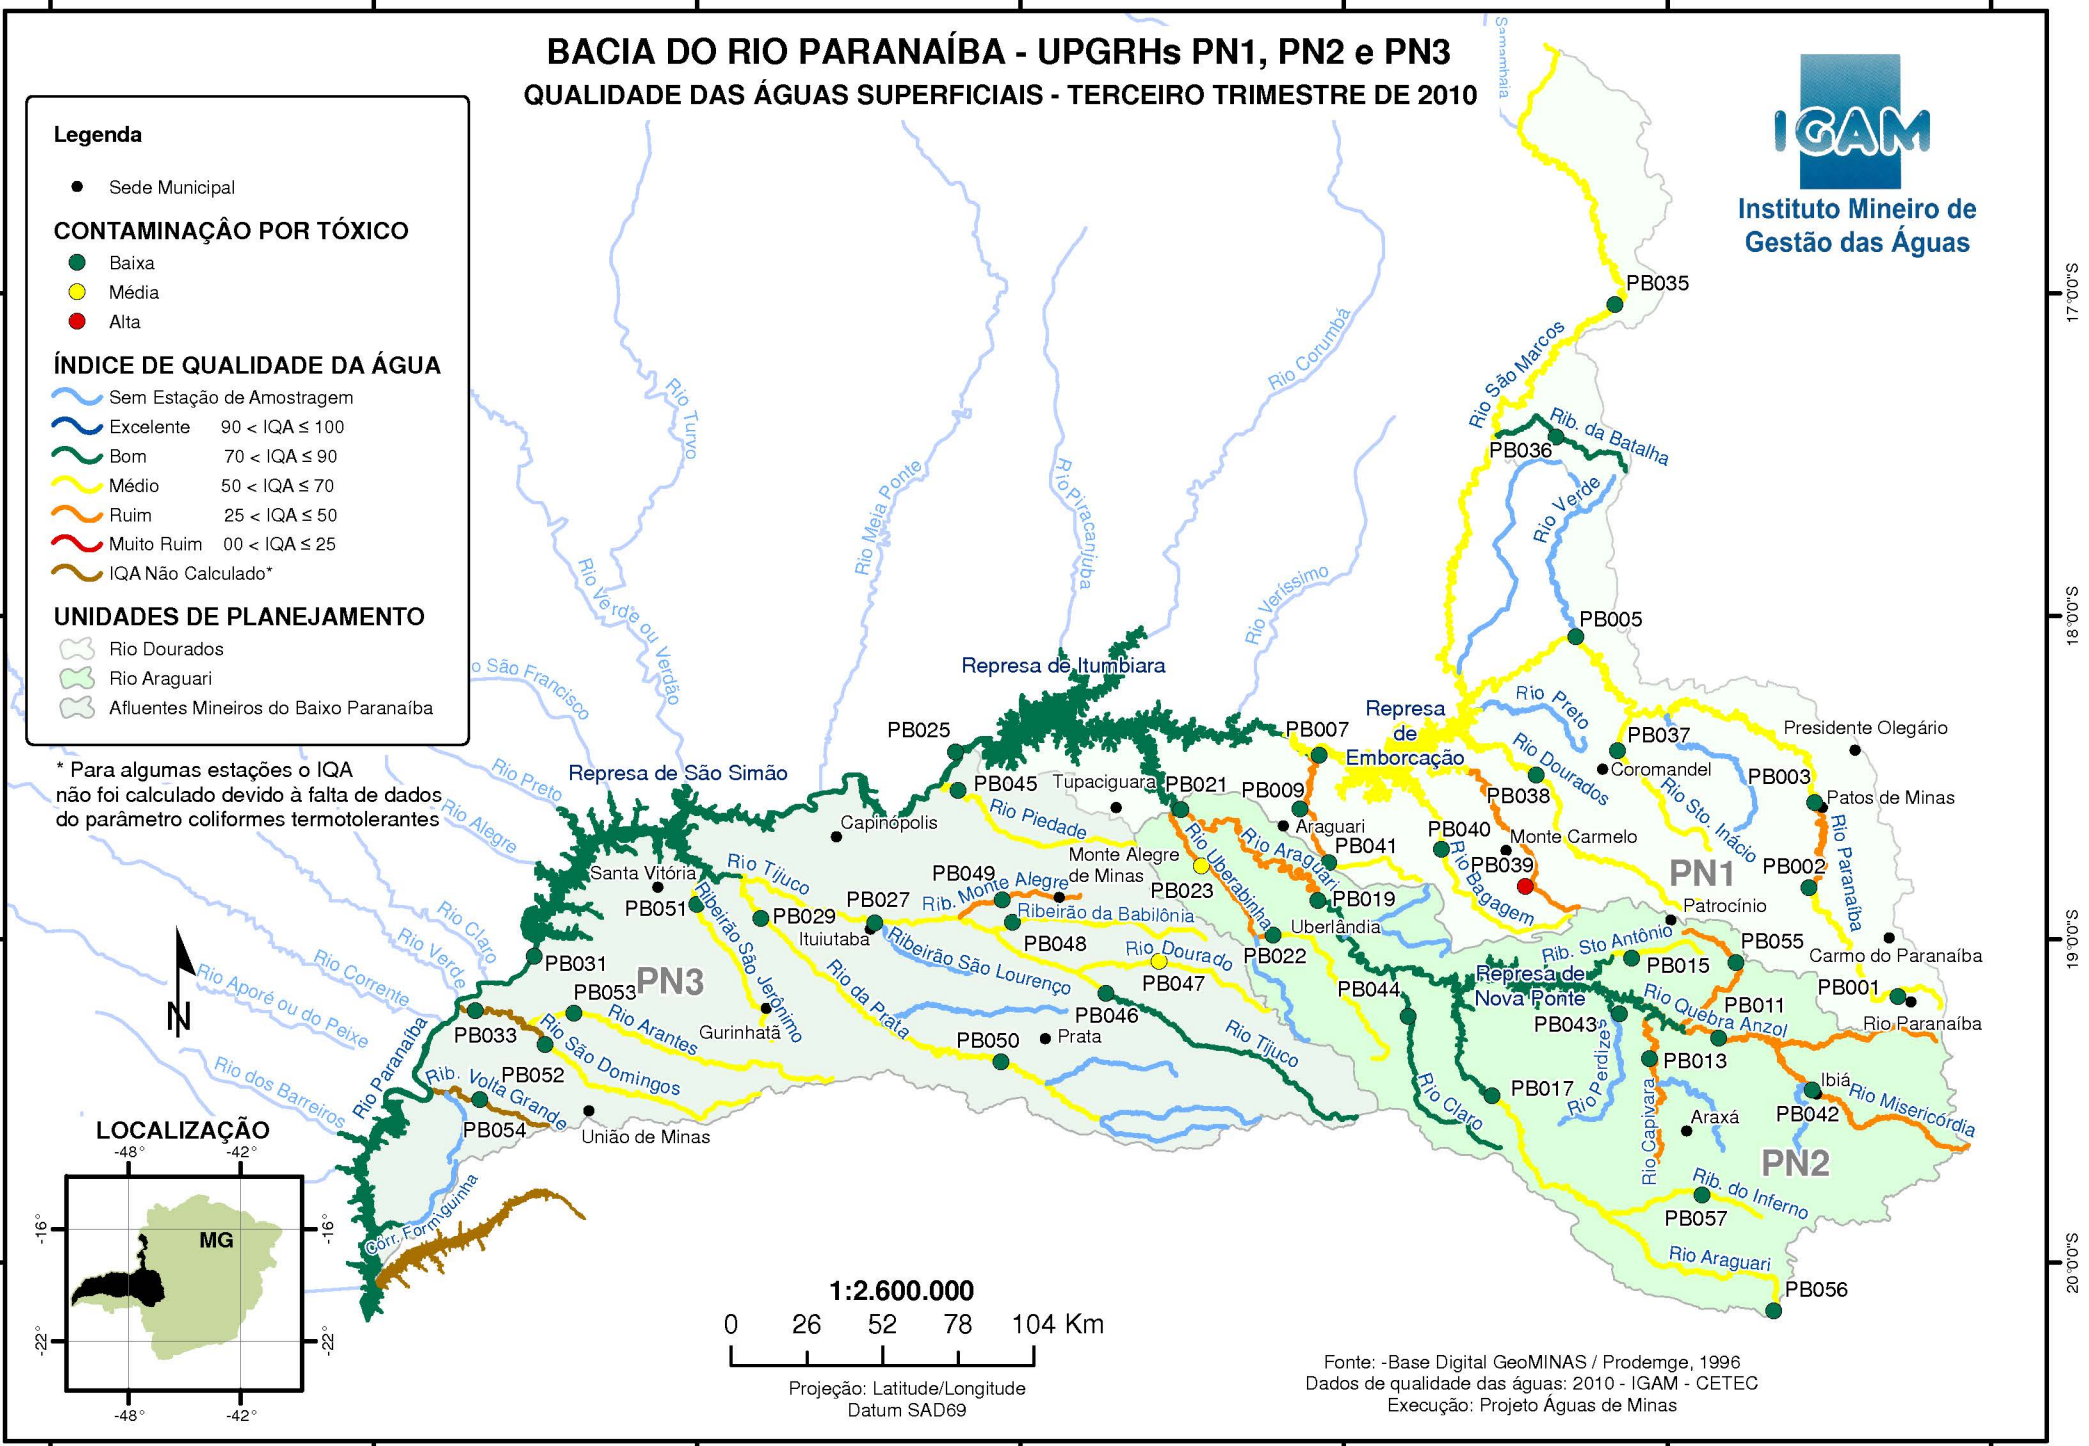 BACIA DO RIO PARANAÍBA - UPGRHs PN1, PN2 e PN3
QUALIDADE DAS ÁGUAS SUPERFICIAIS - TERCEIRO TRIMESTRE DE 2010
IGAM
Instituto Mineiro de
Gestão das Águas
Legenda
Sede Municipal
CONTAMINAÇÂO POR TÓXICO
Baixa
Média
Alta
ÍNDICE DE QUALIDADE DA ÁGUA
Sem Estação de Amostragem
Excelente 90 < IQA ≤ 100
Bom 70 < IQA ≤ 90
Médio 50 < IQA ≤ 70
Ruim 25 < IQA ≤ 50
Muito Ruim 00 < IQA ≤ 25
IQA Não Calculado*
UNIDADES DE PLANEJAMENTO
Rio Dourados
Rio Araguari
Afluentes Mineiros do Baixo Paranaíba
* Para algumas estações o IQA
não foi calculado devido à falta de dados
do parâmetro coliformes termotolerantes
Samambaia
PB035
Rio São Marcos
Rib. da Batalha
PB036
Rio Verde
PB005
Rio Turvo
Rio Meia Ponte
Rio Piracanjuba
Rio Corumbá
Rio Veríssimo
Rio Verde ou Verdão
o São Francisco
Rio Preto
Rio Alegre
Rio Claro
Rio Verde
Rio Corrente
Rio Aporé ou do Peixe
Rio dos Barreiros
Rio Paranaíba
Represa de Itumbiara
Represa de São Simão
Represa
de
Emborcação
PB025
PB007
Rio Preto
PB037
Presidente Olegário
Rio Dourados
Coromandel
PB003
Patos de Minas
PB045
Tupaciguara
PB021
PB009
PB038
Rio Sto. Inácio
Rio Piedade
Capinópolis
Araguari
PB041
PB040
Monte Carmelo
PB039
Rio Bagagem
PN1
PB002
Rio Paranaíba
Patrocínio
Rio Uberabinha
Rio Araguari
Monte Alegre
de Minas
PB023
PB019
Uberlândia
PB022
Santa Vitória
Rio Tijuco
PB049
Rib. Monte Alegre
PB051
PB029
PB027
Ituiutaba
Ribeirão da Babilônia
PB048
Rio Dourado
PB047
Ribeirão São Jerônimo
Ribeirão São Lourenço
Rio da Prata
PB046
Rio Tijuco
Prata
PB050
Gurinhatã
PN3
PB031
PB053
Rio Arantes
PB033
Rio São Domingos
PB052
Rib. Volta Grande
PB054
União de Minas
Córr. Formiguinha
Rib. Sto Antônio
PB055
PB015
Carmo do Paranaíba
PB001
Rio Paranaíba
Represa de
Nova Ponte
PB044
Rio Quebra Anzol
PB011
PB043
Rio Perdizes
PB013
PB017
Rio Claro
Rio Capivara
Ibiá
PB042
Rio Misericórdia
Araxá
PN2
Rib. do Inferno
PB057
Rio Araguari
PB056
17°0'0"S
18°0'0"S
19°0'0"S
20°0'0"S
LOCALIZAÇÃO
-48° -42°
-16° -16°
MG
-22° -22°
-48° -42°
1:2.600.000
0 26 52 78 104 Km
Projeção: Latitude/Longitude
Datum SAD69
Fonte: -Base Digital GeoMINAS / Prodemge, 1996
Dados de qualidade das águas: 2010 - IGAM - CETEC
Execução: Projeto Águas de Minas